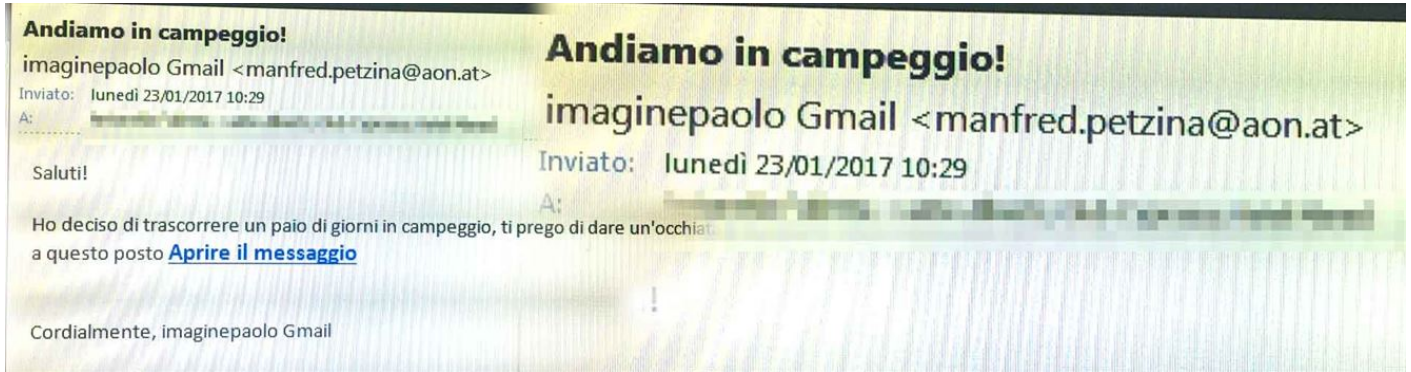 Andiamo in campeggio!
imaginepaolo Gmail <manfred.petzina@aon.at>
Inviato: lunedì 23/01/2017 10:29
A:
Saluti!
Ho deciso di trascorrere un paio di giorni in campeggio, ti prego di dare un'occhiat
a questo posto Aprire il messaggio
!
Cordialmente, imaginepaolo Gmail
Andiamo in campeggio!
imaginepaolo Gmail <manfred.petzina@aon.at>
Inviato: lunedì 23/01/2017 10:29
A: